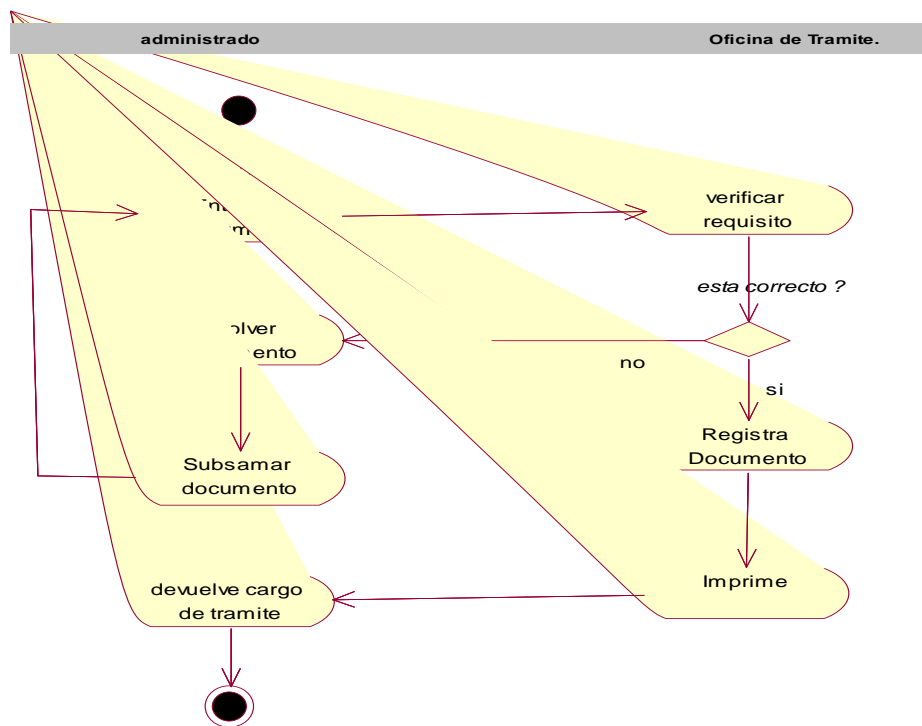 administrado
Oficina de Tramite.
verificar
requisito
esta correcto ?
no
si
Registra
Documento
Subsamar
documento
Imprime
devuelve cargo
de tramite